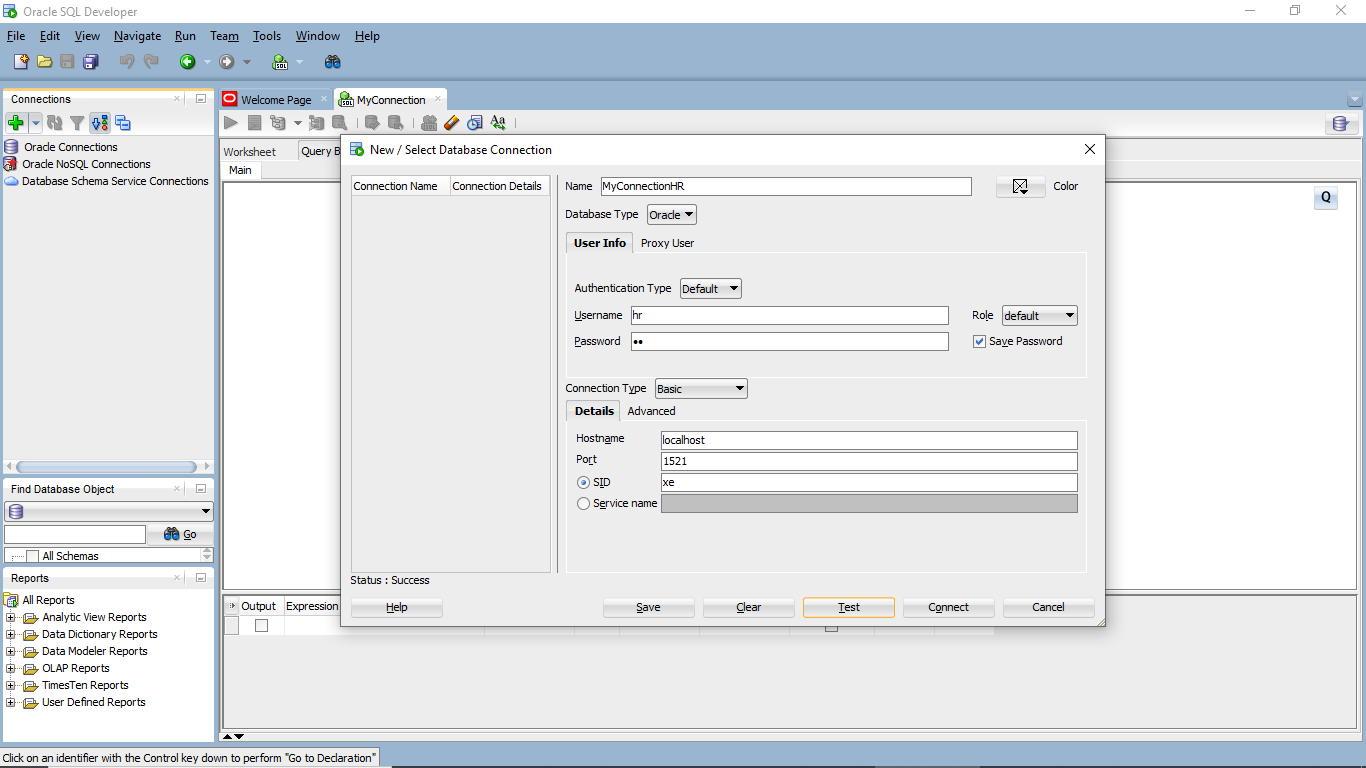 Oracle SQL Developer
File Edit View Navigate Run Team Tools Window Help
Connections
Oracle Connections
Oracle NoSQL Connections
Database Schema Service Connections
Find Database Object
Go
All Schemas
Reports
All Reports
Analytic View Reports
Data Dictionary Reports
Data Modeler Reports
OLAP Reports
TimesTen Reports
User Defined Reports
Welcome Page
SQL MyConnection
Aa
Worksheet Query B
Main
Q
Output Expression
New / Select Database Connection
Connection Name Connection Details
Name MyConnectionHR Color
Database Type Oracle
User Info Proxy User
Authentication Type Default
Username hr Role default
Password •• Save Password
Connection Type Basic
Details Advanced
Hostname localhost
Port 1521
SID xe
Service name
Status : Success
Help Save Clear Test Connect Cancel
Click on an identifier with the Control key down to perform "Go to Declaration"